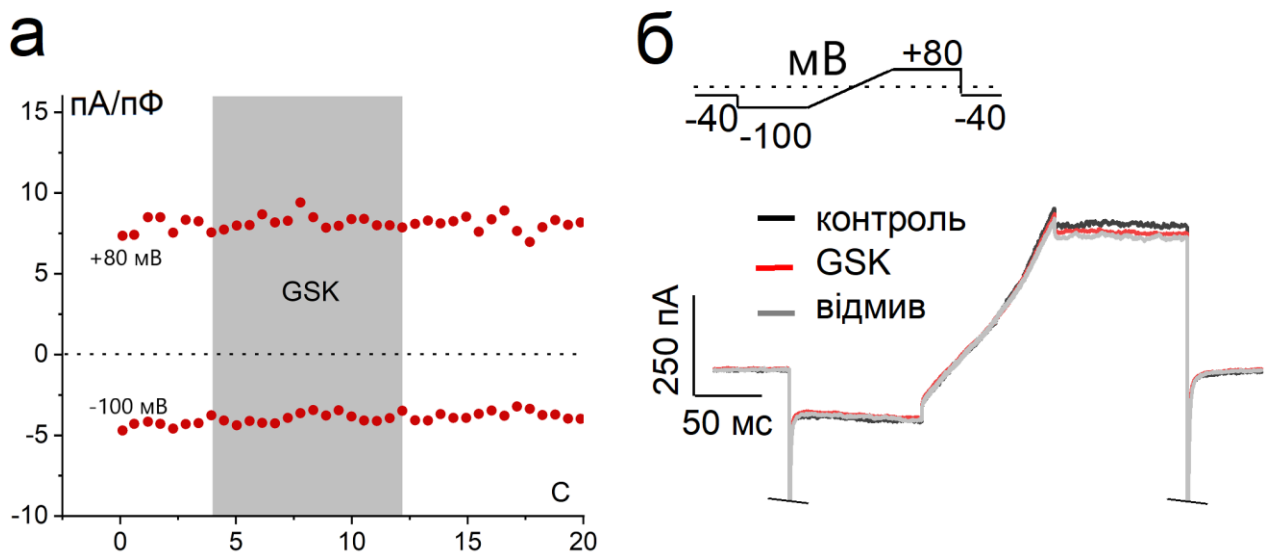 а
пА/пФ
15
10
5
0
-5
-10
+80 мВ
GSK
-100 мВ
с
0
5
10
15
20
б
мВ
+80
-40
-100
-40
контроль
GSK
відмив
250 пА
50 мс